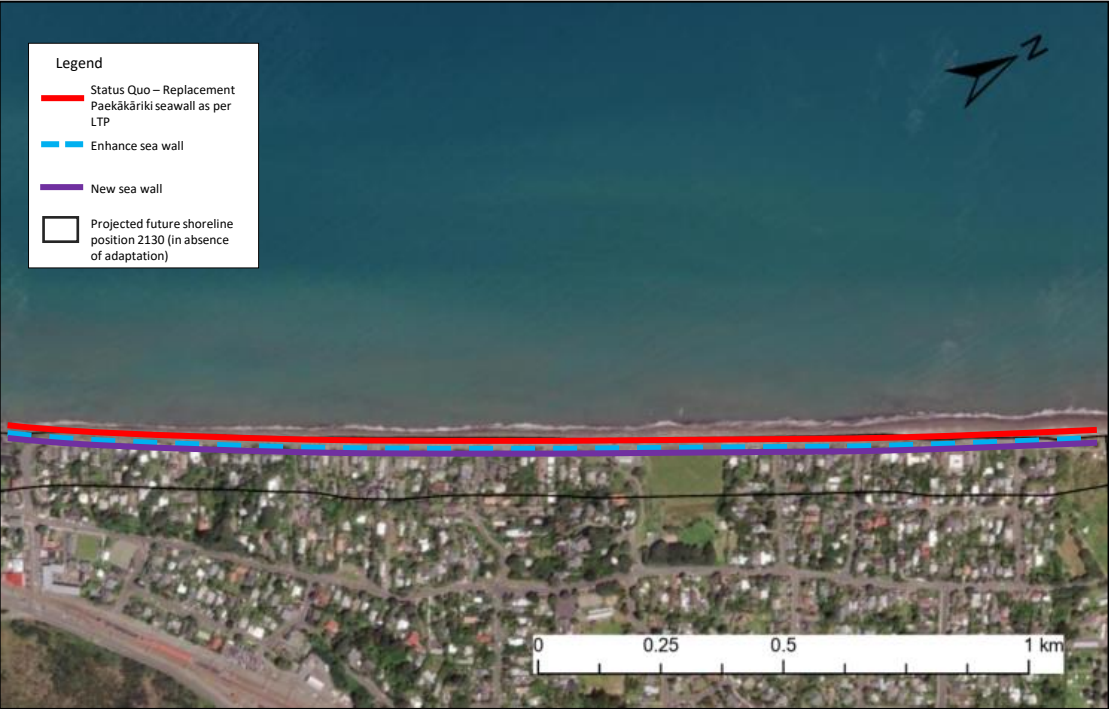 Legend
Status Quo – Replacement
Paekākāriki seawall as per
LTP
Enhance sea wall
New sea wall
Projected future shoreline
position 2130 (in absence
of adaptation)
N
0 0.25 0.5 1 km